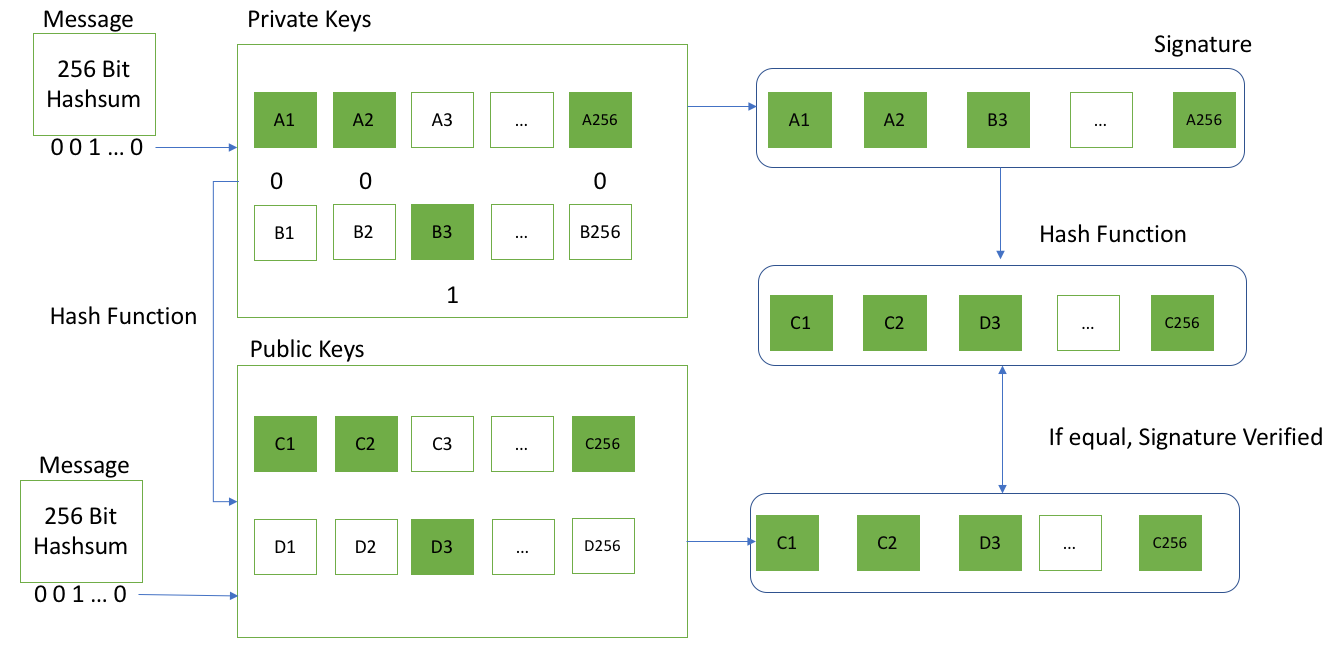 Message
256 Bit
Hashsum
0 0 1 ... 0
Private Keys
A1 A2 A3 ... A256
0 0 0
B1 B2 B3 ... B256
1
Signature
A1 A2 B3 ... A256
Hash Function
C1 C2 D3 ... C256
Hash Function
Public Keys
C1 C2 C3 ... C256
D1 D2 D3 ... D256
If equal, Signature Verified
Message
256 Bit
Hashsum
0 0 1 ... 0
C1 C2 D3 ... C256